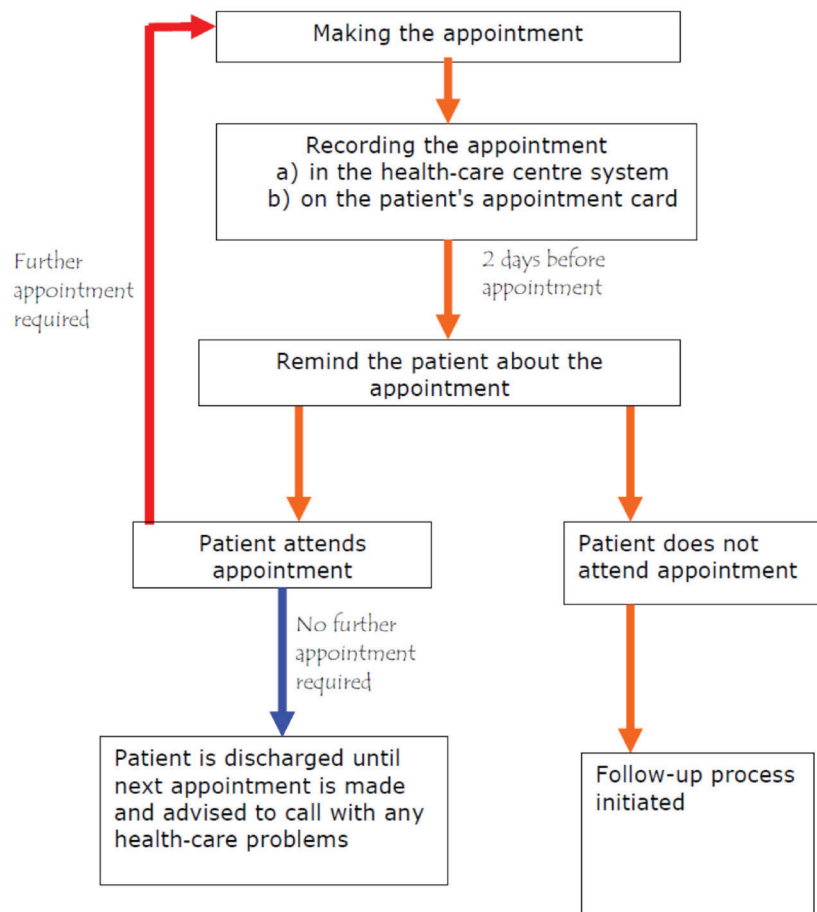 Making the appointment
Recording the appointment
a) in the health-care centre system
b) on the patient's appointment card
Further
appointment
required
2 days before
appointment
Remind the patient about the
appointment
Patient attends
appointment
Patient does not
attend appointment
No further
appointment
required
Patient is discharged until
next appointment is made
and advised to call with any
health-care problems
Follow-up process
initiated